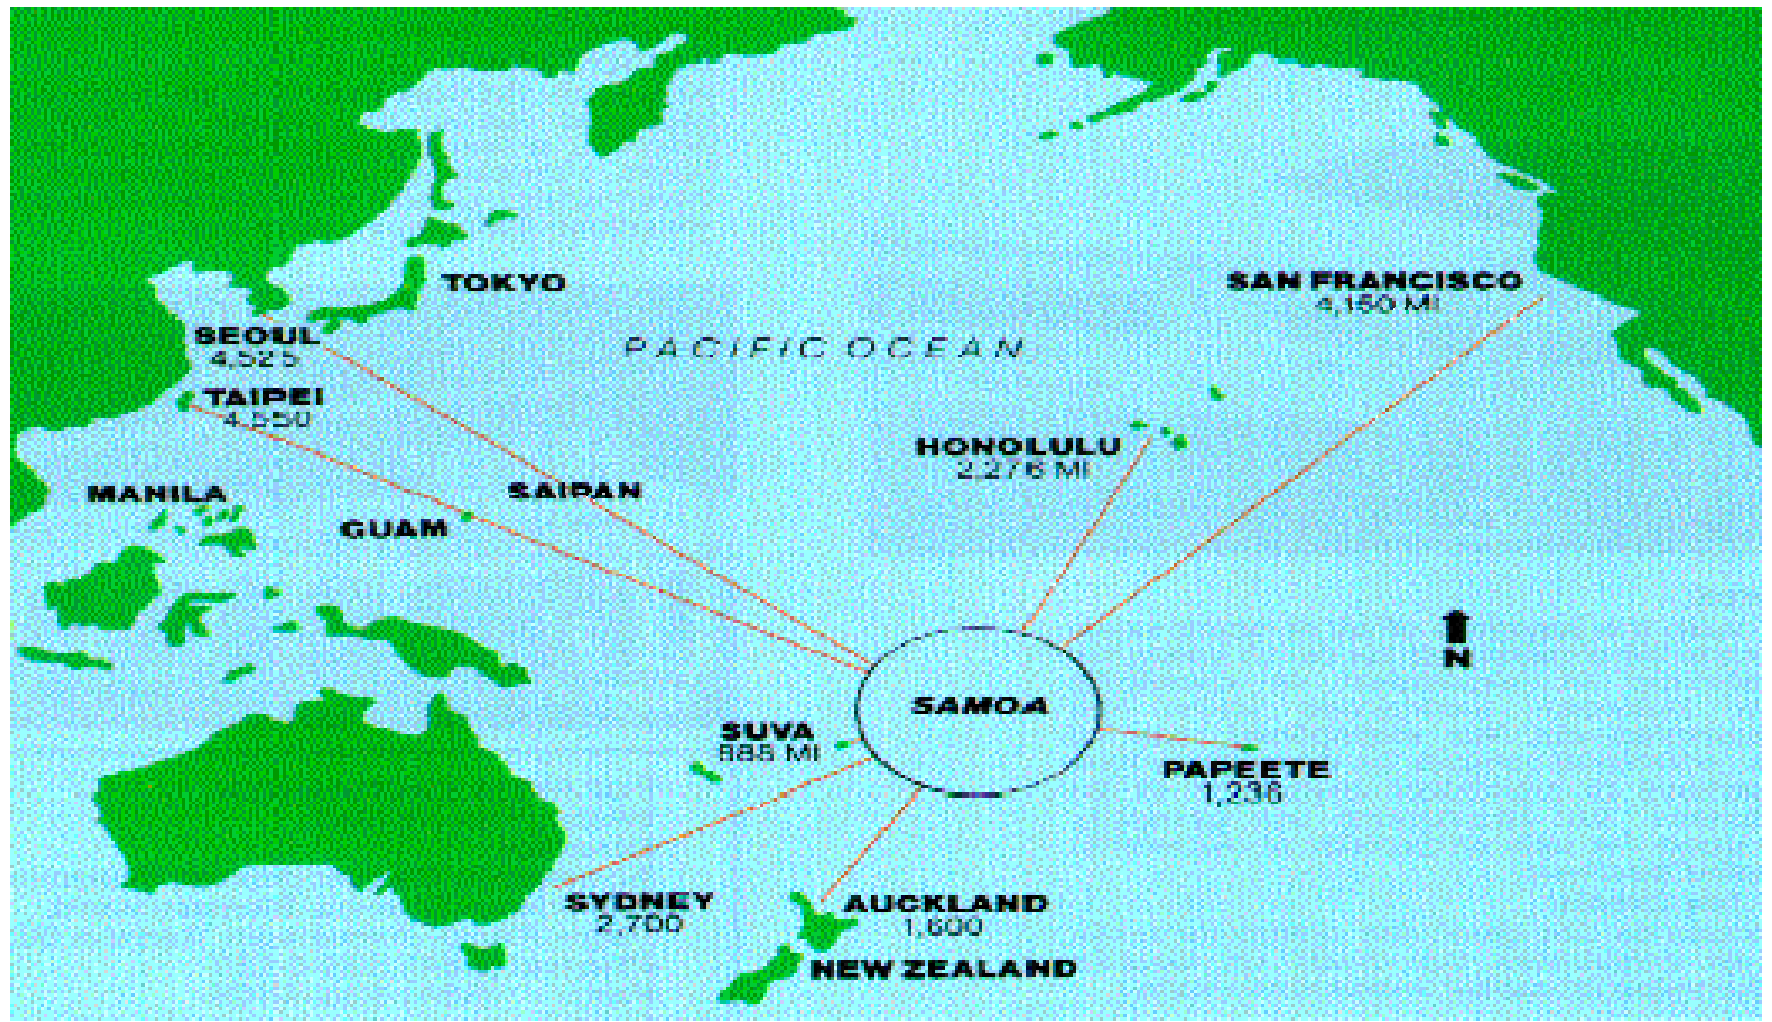 TOKYO
SAN FRANCISCO
4,150 MI
SEOUL
4,525
PACIFIC OCEAN
TAIPEI
4,550
HONOLULU
2,276 MI
MANILA
SAIPAN
GUAM
N
SAMOA
SUVA
MI
PAPEETE
1,236
SYDNEY
2,700
AUCKLAND
1,600
NEW ZEALAND